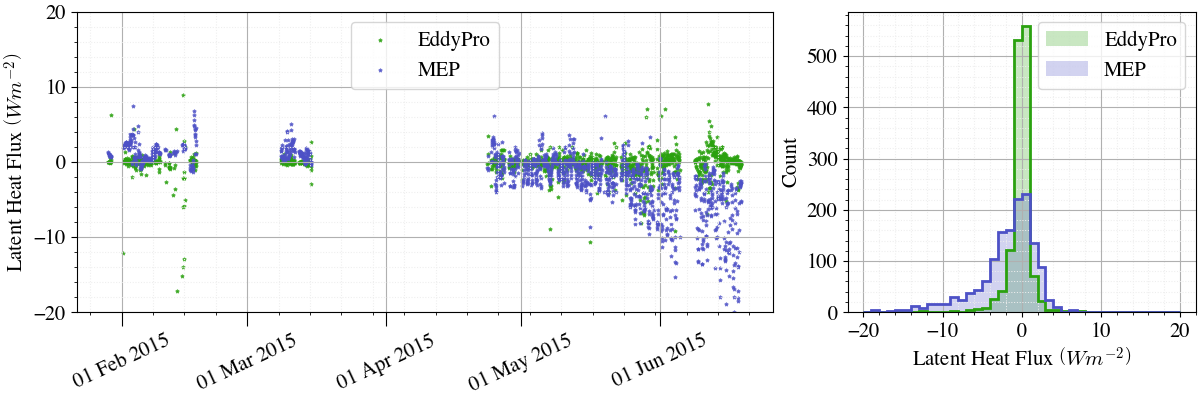 20
10
0
−10
−20
Latent Heat Flux (Wm⁻²)
EddyPro
MEP
01 Feb 2015
01 Mar 2015
01 Apr 2015
01 May 2015
01 Jun 2015
500
400
300
200
100
0
Count
EddyPro
MEP
−20
−10
0
10
20
Latent Heat Flux (Wm⁻²)